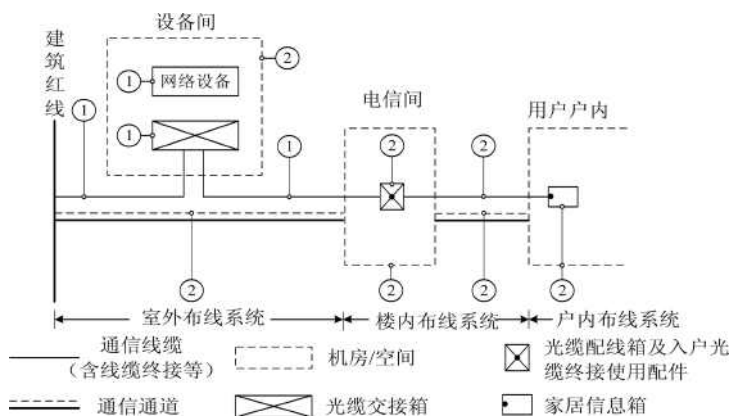 设备间
建筑红线
②
①
网络设备
①
电信间
用户户内
①
①
②
②
②
②
②
②
室外布线系统
楼内布线系统
户内布线系统
通信线缆
（含线缆终接等）
机房/空间
光缆配线箱及入户光
缆终接使用配件
通信通道
光缆交接箱
家居信息箱